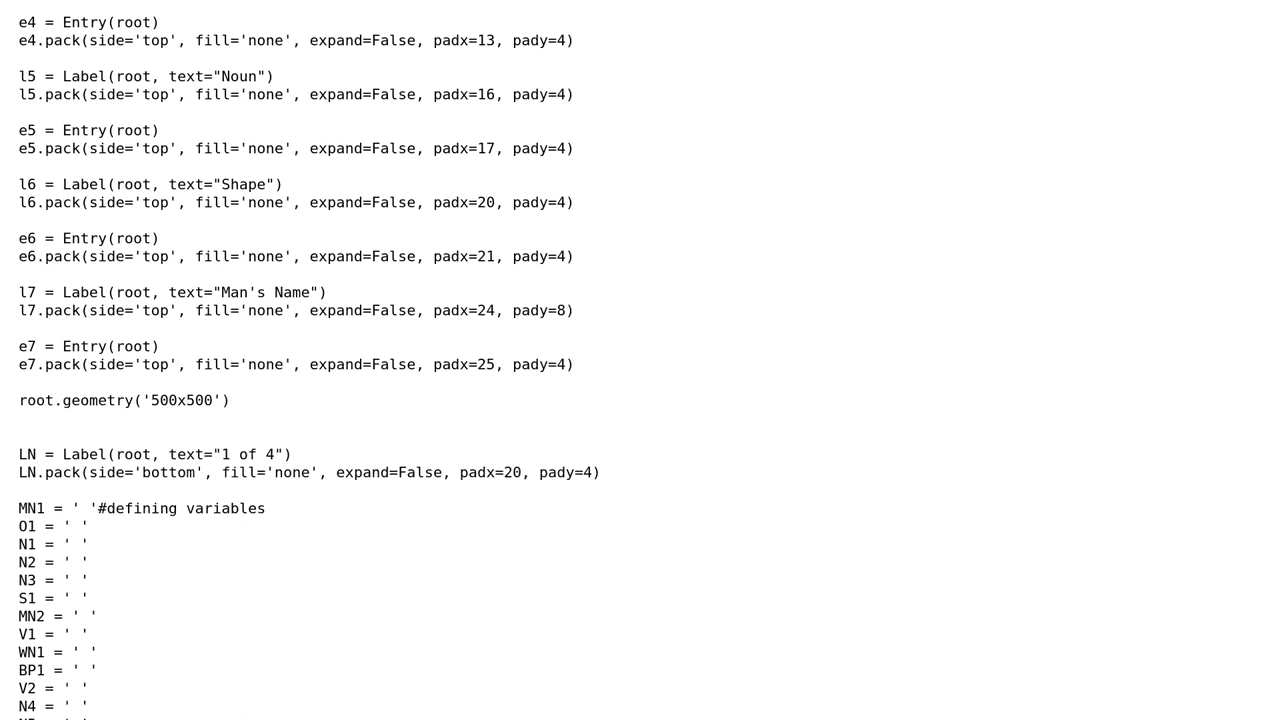 e4 = Entry(root)
e4.pack(side='top', fill='none', expand=False, padx=13, pady=4)
l5 = Label(root, text="Noun")
l5.pack(side='top', fill='none', expand=False, padx=16, pady=4)
e5 = Entry(root)
e5.pack(side='top', fill='none', expand=False, padx=17, pady=4)
l6 = Label(root, text="Shape")
l6.pack(side='top', fill='none', expand=False, padx=20, pady=4)
e6 = Entry(root)
e6.pack(side='top', fill='none', expand=False, padx=21, pady=4)
l7 = Label(root, text="Man's Name")
l7.pack(side='top', fill='none', expand=False, padx=24, pady=8)
e7 = Entry(root)
e7.pack(side='top', fill='none', expand=False, padx=25, pady=4)
root.geometry('500x500')
LN = Label(root, text="1 of 4")
LN.pack(side='bottom', fill='none', expand=False, padx=20, pady=4)
MN1 = ' '#defining variables
O1 = ' '
N1 = ' '
N2 = ' '
N3 = ' '
S1 = ' '
MN2 = ' '
V1 = ' '
WN1 = ' '
BP1 = ' '
V2 = ' '
N4 = ' '